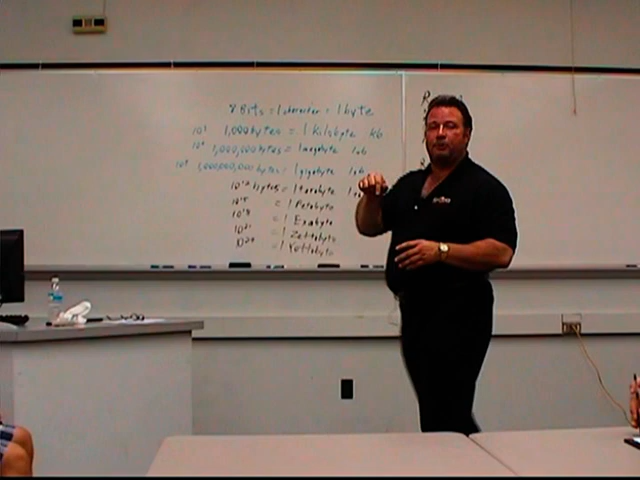 8 Bits = 1 character = 1 byte
10³ 1,000 bytes = 1 kilobyte kb
10⁶ 1,000,000 bytes = 1 megabyte 1mb
10⁹ 1,000,000,000 bytes = 1 gigabyte 1gb
10¹² bytes = 1 terabyte
10¹⁵ = 1 Petabyte
10¹⁸ = 1 Exabyte
10²¹ = 1 Zettabyte
10²⁴ = 1 Yottabyte